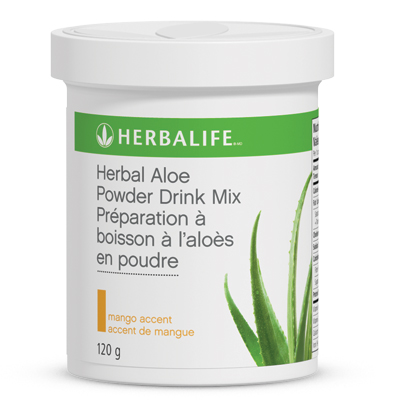 HERBALIFE
Herbal Aloe
Powder Drink Mix
Préparation à
boisson à l'aloès
en poudre
mango accent
accent de mangue
120 g